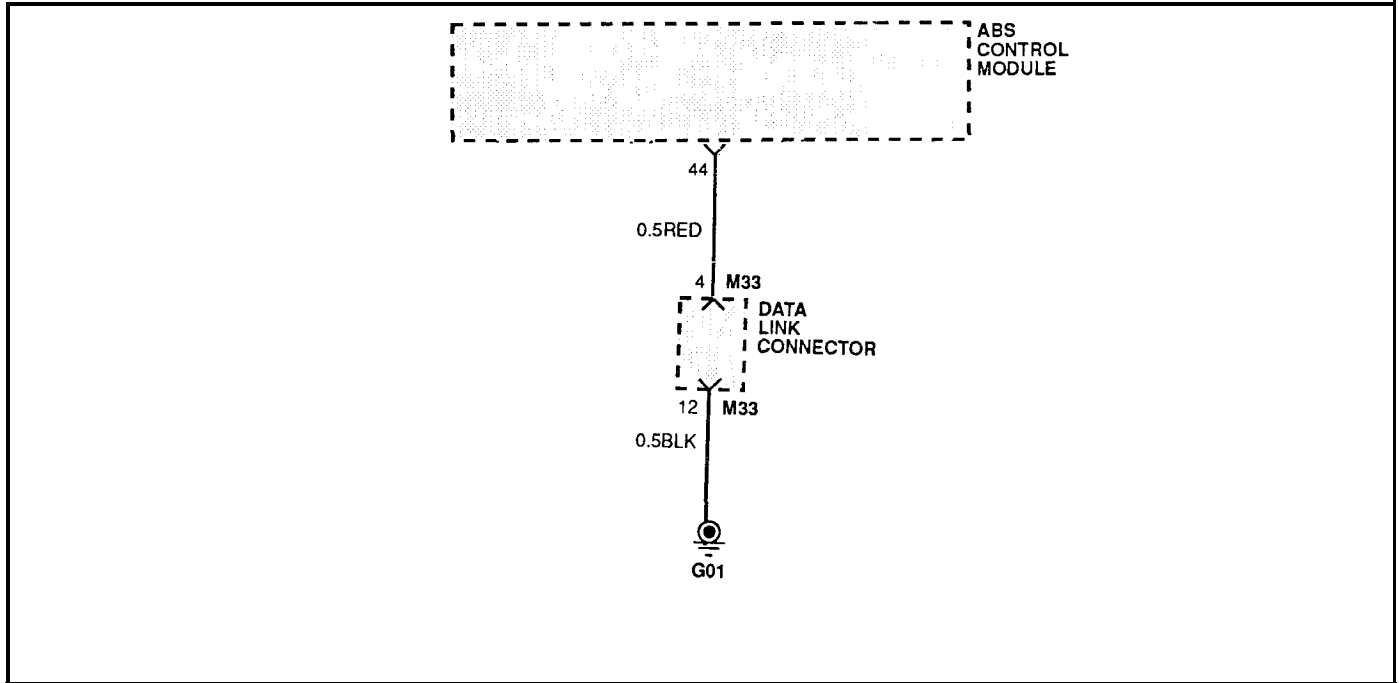 ABS
CONTROL
MODULE
44
0.5RED
4 M33
DATA
LINK
CONNECTOR
12 M33
0.5BLK
G01